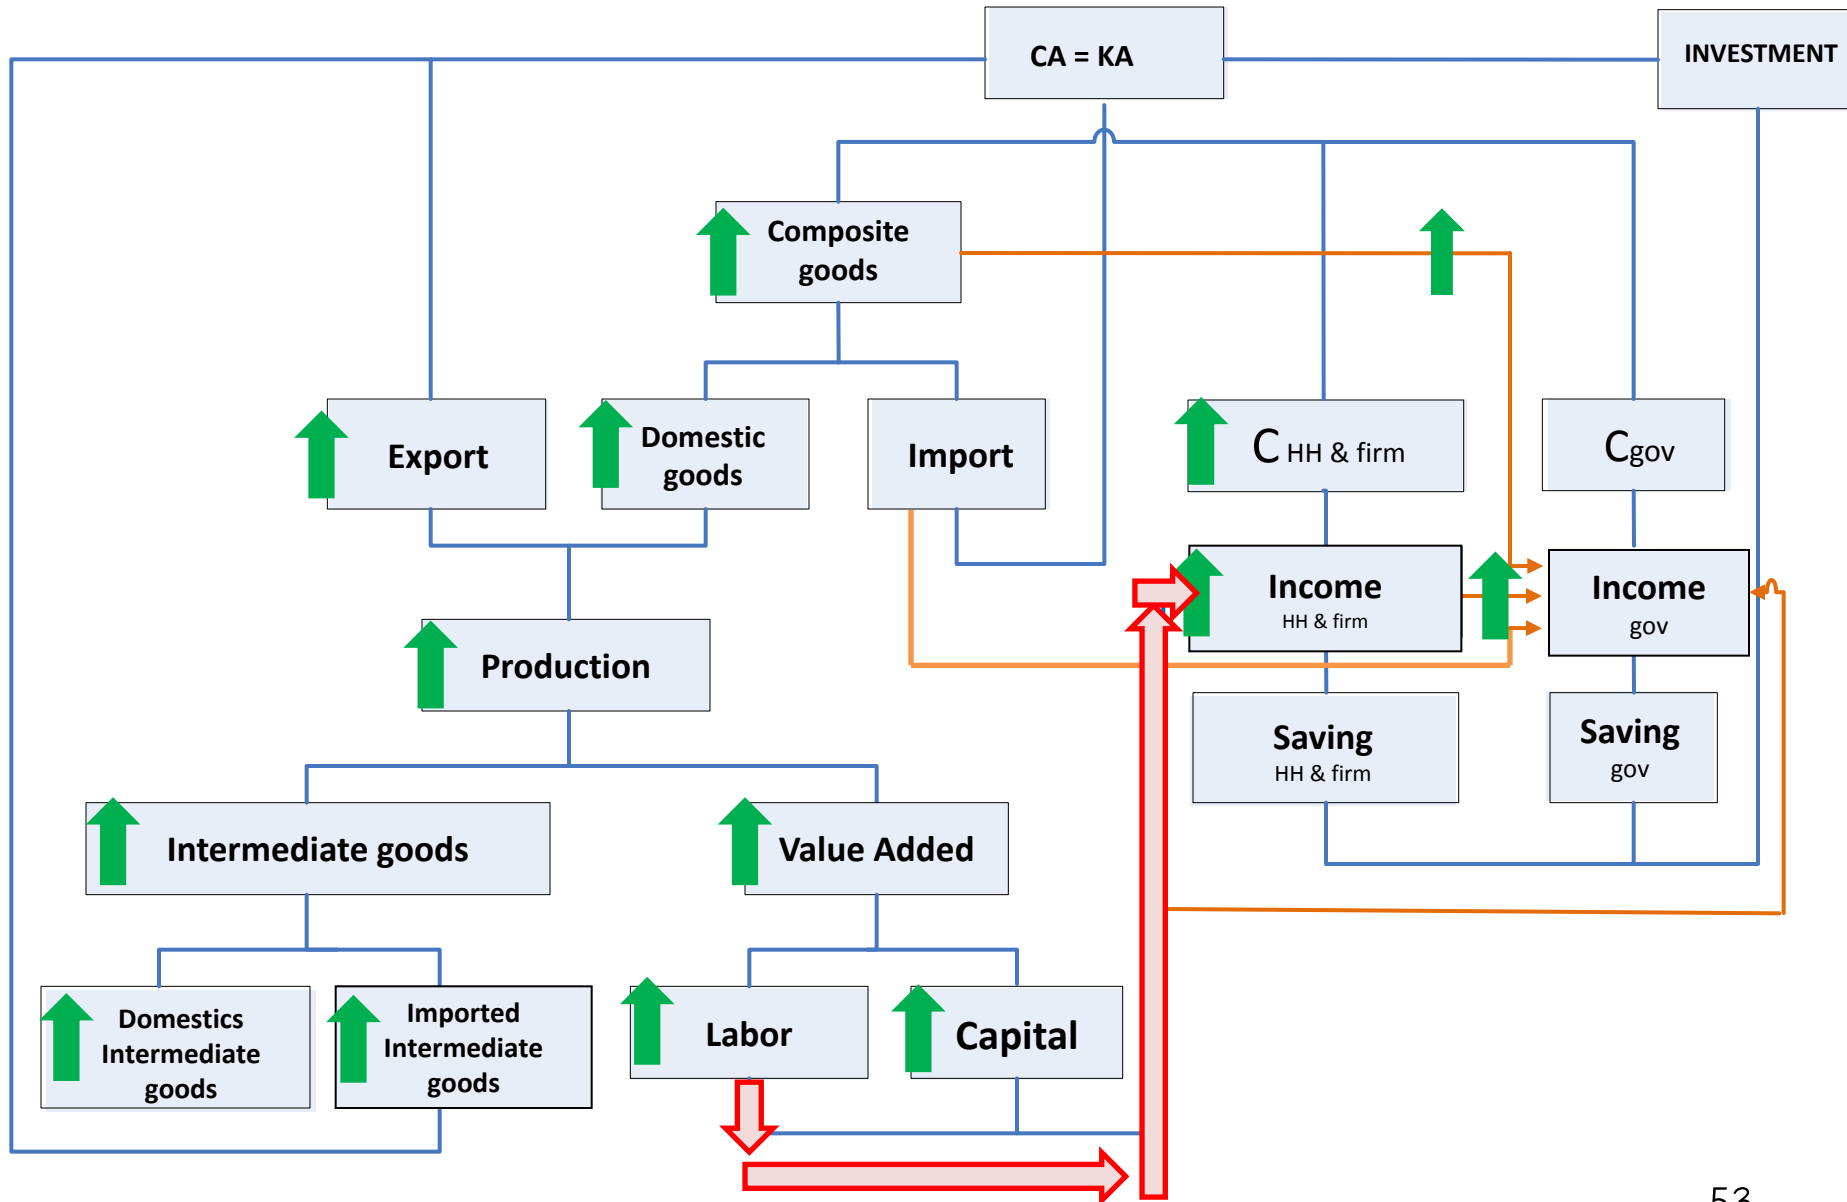 CA = KA
INVESTMENT
Composite
goods
Export
Domestic
goods
Import
C HH & firm
Cgov
Income
HH & firm
Income
gov
Production
Saving
HH & firm
Saving
gov
Intermediate goods
Value Added
Domestics
Intermediate
goods
Imported
Intermediate
goods
Labor
Capital
53